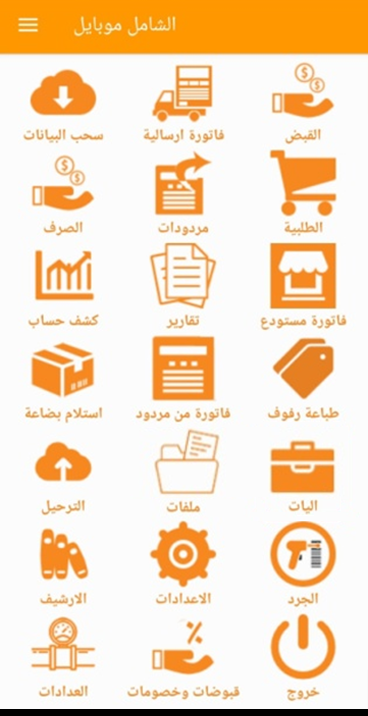 الشامل موبايل
القبض
فاتورة ارسالية
سحب البيانات
الطلبية
مردودات
الصرف
فاتورة مستودع
تقارير
كشف حساب
طباعة رفوف
فاتورة من مردود
استلام بضاعة
اليات
ملفات
الترحيل
الجرد
الاعدادات
الارشيف
خروج
قبوضات وخصومات
العدادات